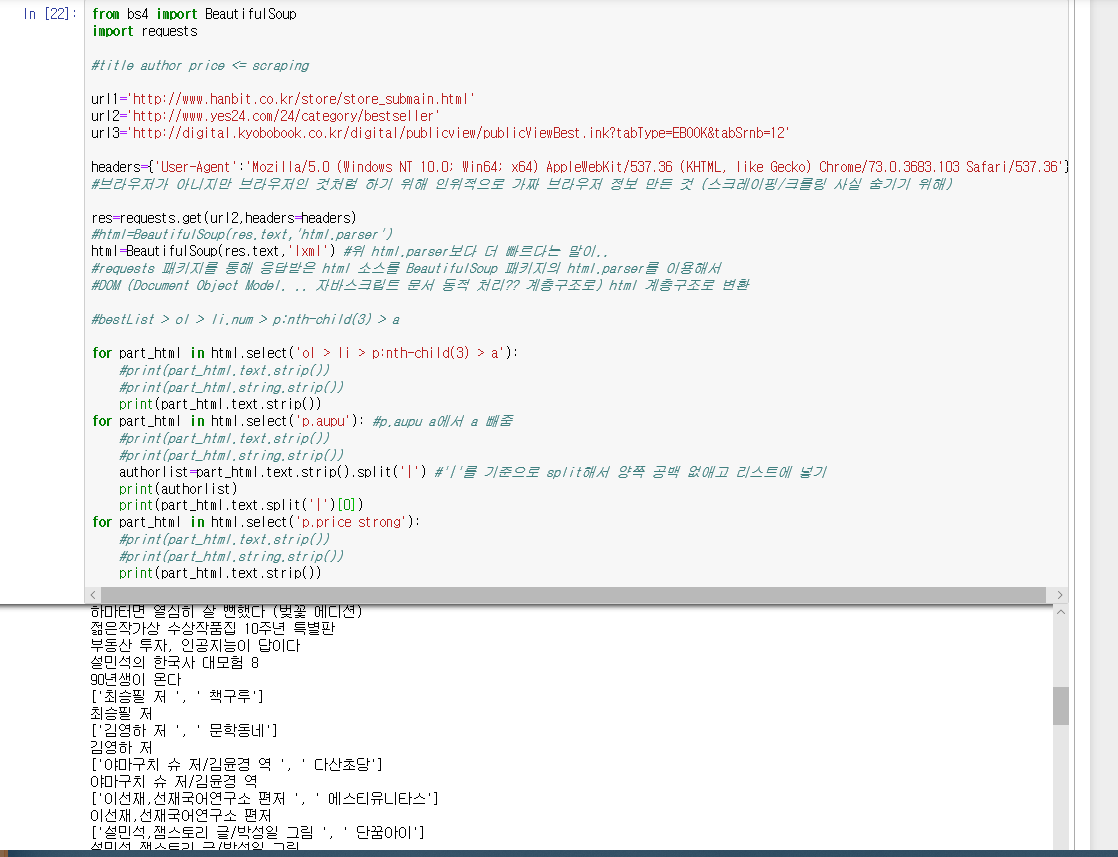 In [22]:
from bs4 import BeautifulSoup
import requests
#title author price <= scraping
url1='http://www.hanbit.co.kr/store/store_submain.html'
url2='http://www.yes24.com/24/category/bestseller'
url3='http://digital.kyobobook.co.kr/digital/publicview/publicViewBest.ink?tabType=EBOOK&tabSrnb=12'
headers={'User-Agent':'Mozilla/5.0 (Windows NT 10.0; Win64; x64) AppleWebKit/537.36 (KHTML, like Gecko) Chrome/73.0.3683.103 Safari/537.36'}
#브라우저가 아니지만 브라우저인 것처럼 하기 위해 인위적으로 가짜 브라우저 정보 만든 것 (스크레이핑/크롤링 사실 숨기기 위해)
res=requests.get(url2,headers=headers)
#html=BeautifulSoup(res.text,'html.parser')
html=BeautifulSoup(res.text,'lxml') #위 html.parser보다 더 빠르다는 말이..
#requests 패키지를 통해 응답받은 html 소스를 BeautifulSoup 패키지의 html.parser를 이용해서
#DOM (Document Object Model. .. 자바스크립트 문서 동적 처리?? 계층구조로) html 계층구조로 변환
#bestList > ol > li.num > p:nth-child(3) > a
for part_html in html.select('ol > li > p:nth-child(3) > a'):
#print(part_html.text.strip())
#print(part_html.string.strip())
print(part_html.text.strip())
for part_html in html.select('p.aupu'): #p.aupu a에서 a 빼줌
#print(part_html.text.strip())
#print(part_html.string.strip())
authorlist=part_html.text.strip().split('|') #'|'를 기준으로 split해서 양쪽 공백 없애고 리스트에 넣기
print(authorlist)
print(part_html.text.split('|')[0])
for part_html in html.select('p.price strong'):
#print(part_html.text.strip())
#print(part_html.string.strip())
print(part_html.text.strip())
하마터면 열심히 살 뻔했다 (벚꽃 에디션)
젊은작가상 수상작품집 10주년 특별판
부동산 투자, 인공지능이 답이다
설민석의 한국사 대모험 8
90년생이 온다
['최승필 저 ', ' 책구루']
최승필 저
['김영하 저 ', ' 문학동네']
김영하 저
['야마구치 슈 저/김윤경 역 ', ' 다산초당']
야마구치 슈 저/김윤경 역
['이선재,선재국어연구소 편저 ', ' 에스티유니타스']
이선재,선재국어연구소 편저
['설민석,잼스토리 글/박성일 그림 ', ' 단꿈아이']
설민석,잼스토리 글/박성일 그림